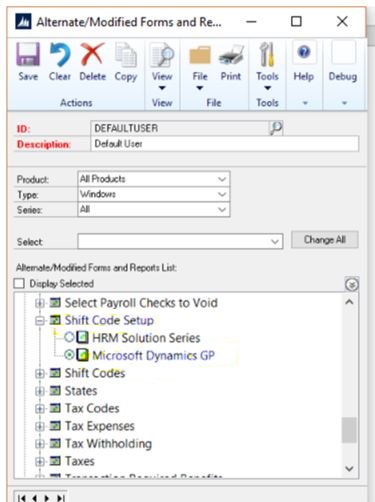 Alternate/Modified Forms and Re...
Save Clear Delete Copy View File Print Tools Help Debug
Actions View File Tools
ID: DEFAULTUSER
Description: Default User
Product: All Products
Type: Windows
Series: All
Select: Change All
Alternate/Modified Forms and Reports List:
Display Selected
Select Payroll Checks to Void
Shift Code Setup
HRM Solution Series
Microsoft Dynamics GP
Shift Codes
States
Tax Codes
Tax Expenses
Tax Withholding
Taxes
Transaction Required Benefits